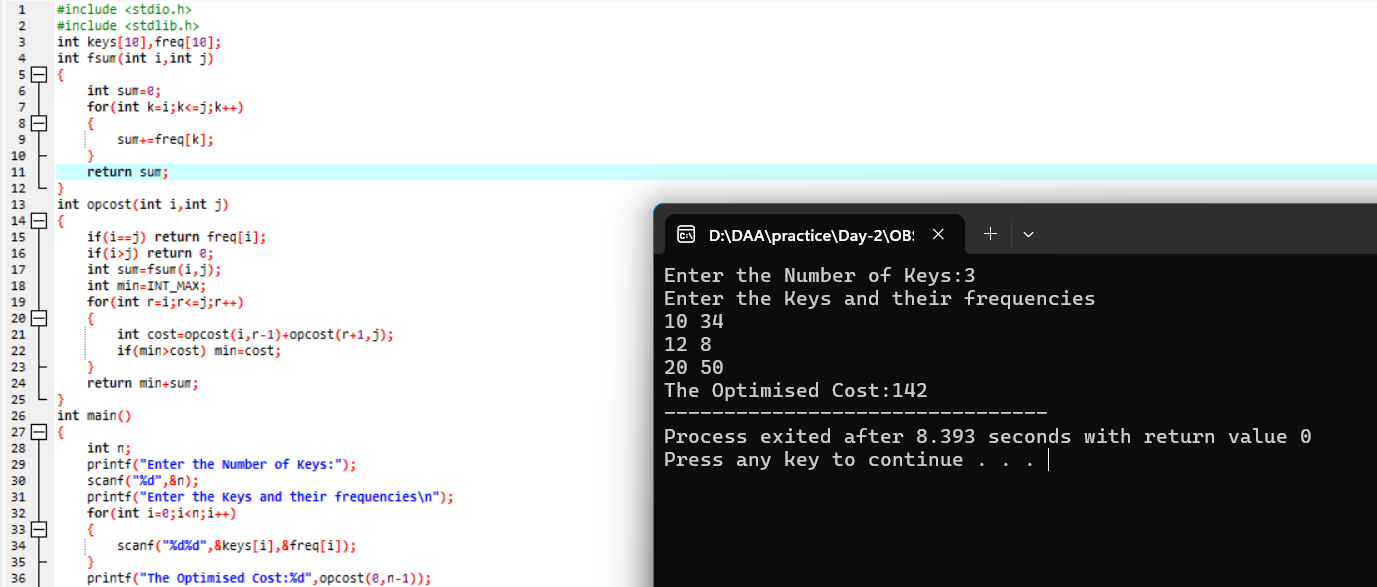 1 #include <stdio.h>
2 #include <stdlib.h>
3 int keys[10],freq[10];
4 int fsum(int i,int j)
5 {
6 int sum=0;
7 for(int k=i;k<=j;k++)
8 {
9 sum+=freq[k];
10 }
11 return sum;
12 }
13 int opcost(int i,int j)
14 {
15 if(i==j) return freq[i];
16 if(i>j) return 0;
17 int sum=fsum(i,j);
18 int min=INT_MAX;
19 for(int r=i;r<=j;r++)
20 {
21 int cost=opcost(i,r-1)+opcost(r+1,j);
22 if(min>cost) min=cost;
23 }
24 return min+sum;
25 }
26 int main()
27 {
28 int n;
29 printf("Enter the Number of Keys:");
30 scanf("%d",&n);
31 printf("Enter the Keys and their frequencies\n");
32 for(int i=0;i<n;i++)
33 {
34 scanf("%d%d",&keys[i],&freq[i]);
35 }
36 printf("The Optimised Cost:%d",opcost(0,n-1));
D:\DAA\practice\Day-2\OBS
Enter the Number of Keys:3
Enter the Keys and their frequencies
10 34
12 8
20 50
The Optimised Cost:142
--------------------------------
Process exited after 8.393 seconds with return value 0
Press any key to continue . . .